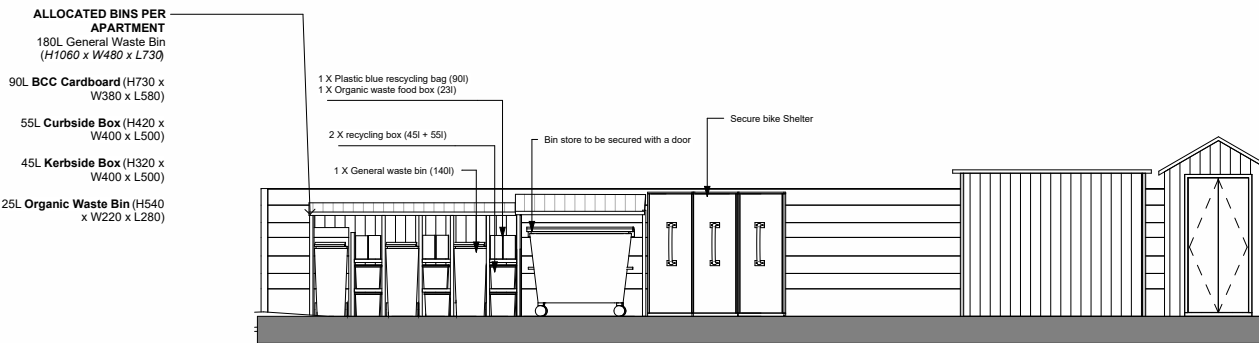 ALLOCATED BINS PER
APARTMENT
180L General Waste Bin
(H1060 x W480 x L730)
90L BCC Cardboard (H730 x
W380 x L580)
55L Curbside Box (H420 x
W400 x L500)
45L Kerbside Box (H320 x
W400 x L500)
25L Organic Waste Bin (H540
x W220 x L280)
1 X Plastic blue rescycling bag (90l)
1 X Organic waste food box (23l)
2 X recycling box (45l + 55l)
1 X General waste bin (140l)
Bin store to be secured with a door
Secure bike Shelter